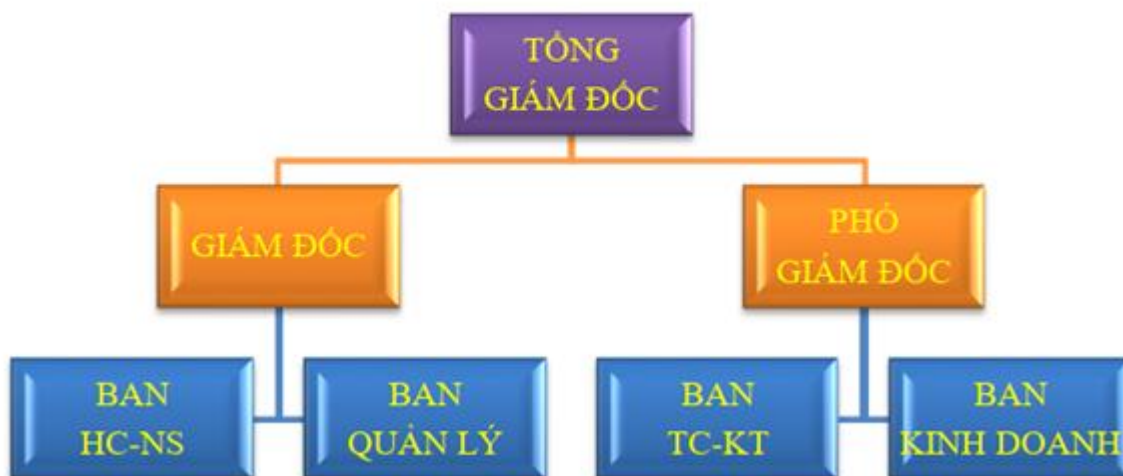 TỔNG
GIÁM ĐỐC
GIÁM ĐỐC
PHÓ
GIÁM ĐỐC
BAN
HC-NS
BAN
QUẢN LÝ
BAN
TC-KT
BAN
KINH DOANH